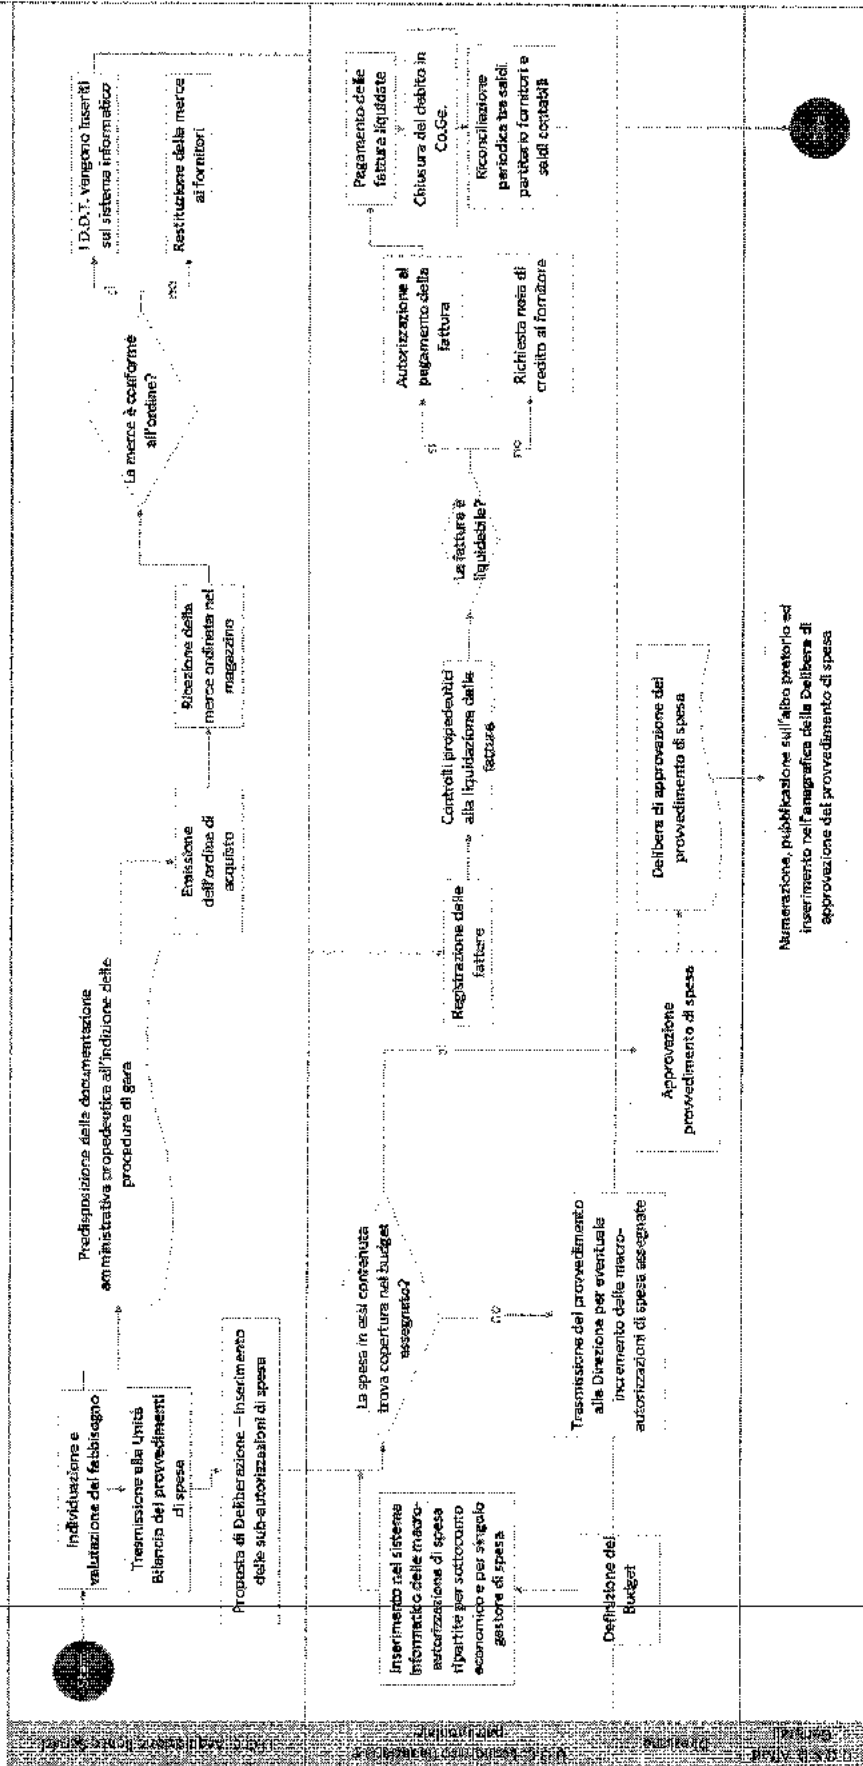 Start
Individuazione e
valutazione del fabbisogno
Trasmissione alla Unità
Bilancio dei provvedimenti
di spesa
Proposta di Deliberazione – inserimento
delle sub-autorizzazioni di spesa
Predisposizione della documentazione
amministrativa propedeutica all'indizione delle
procedure di gara
Emissione
dell'ordine di
acquisto
Ricezione della
merce ordinata nel
magazzino
La merce è conforme
all'ordine?
si
no
I D.D.T. Vengono inseriti
sul sistema informatico
Restituzione della merce
ai fornitori
Inserimento nel sistema
informatico delle macro-
autorizzazione di spesa
ripartite per sottoconto
economico e per singolo
gestore di spesa
La spesa in essi contenuta
trova copertura nel budget
assegnato?
si
no
Registrazione delle
fatture
Controlli propedeutici
alla liquidazione delle
fatture
La fattura è
liquidabile?
si
no
Autorizzazione al
pagamento della
fattura
Richiesta nota di
credito al fornitore
Pagamento delle
fatture liquidate
Chiusura del debito in
Co.Ge.
Riconciliazione
periodica tra saldi
partitario fornitori e
saldi contabili
Definizione del
Budget
Trasmissione del provvedimento
alla Direzione per eventuale
incremento delle macro-
autorizzazioni di spesa assegnate
Approvazione
provvedimento di spesa
Delibera di approvazione del
provvedimento di spesa
Numerazione, pubblicazione sull'albo pretorio ed
inserimento nell'anagrafica della Delibera di
approvazione del provvedimento di spesa
Direzione